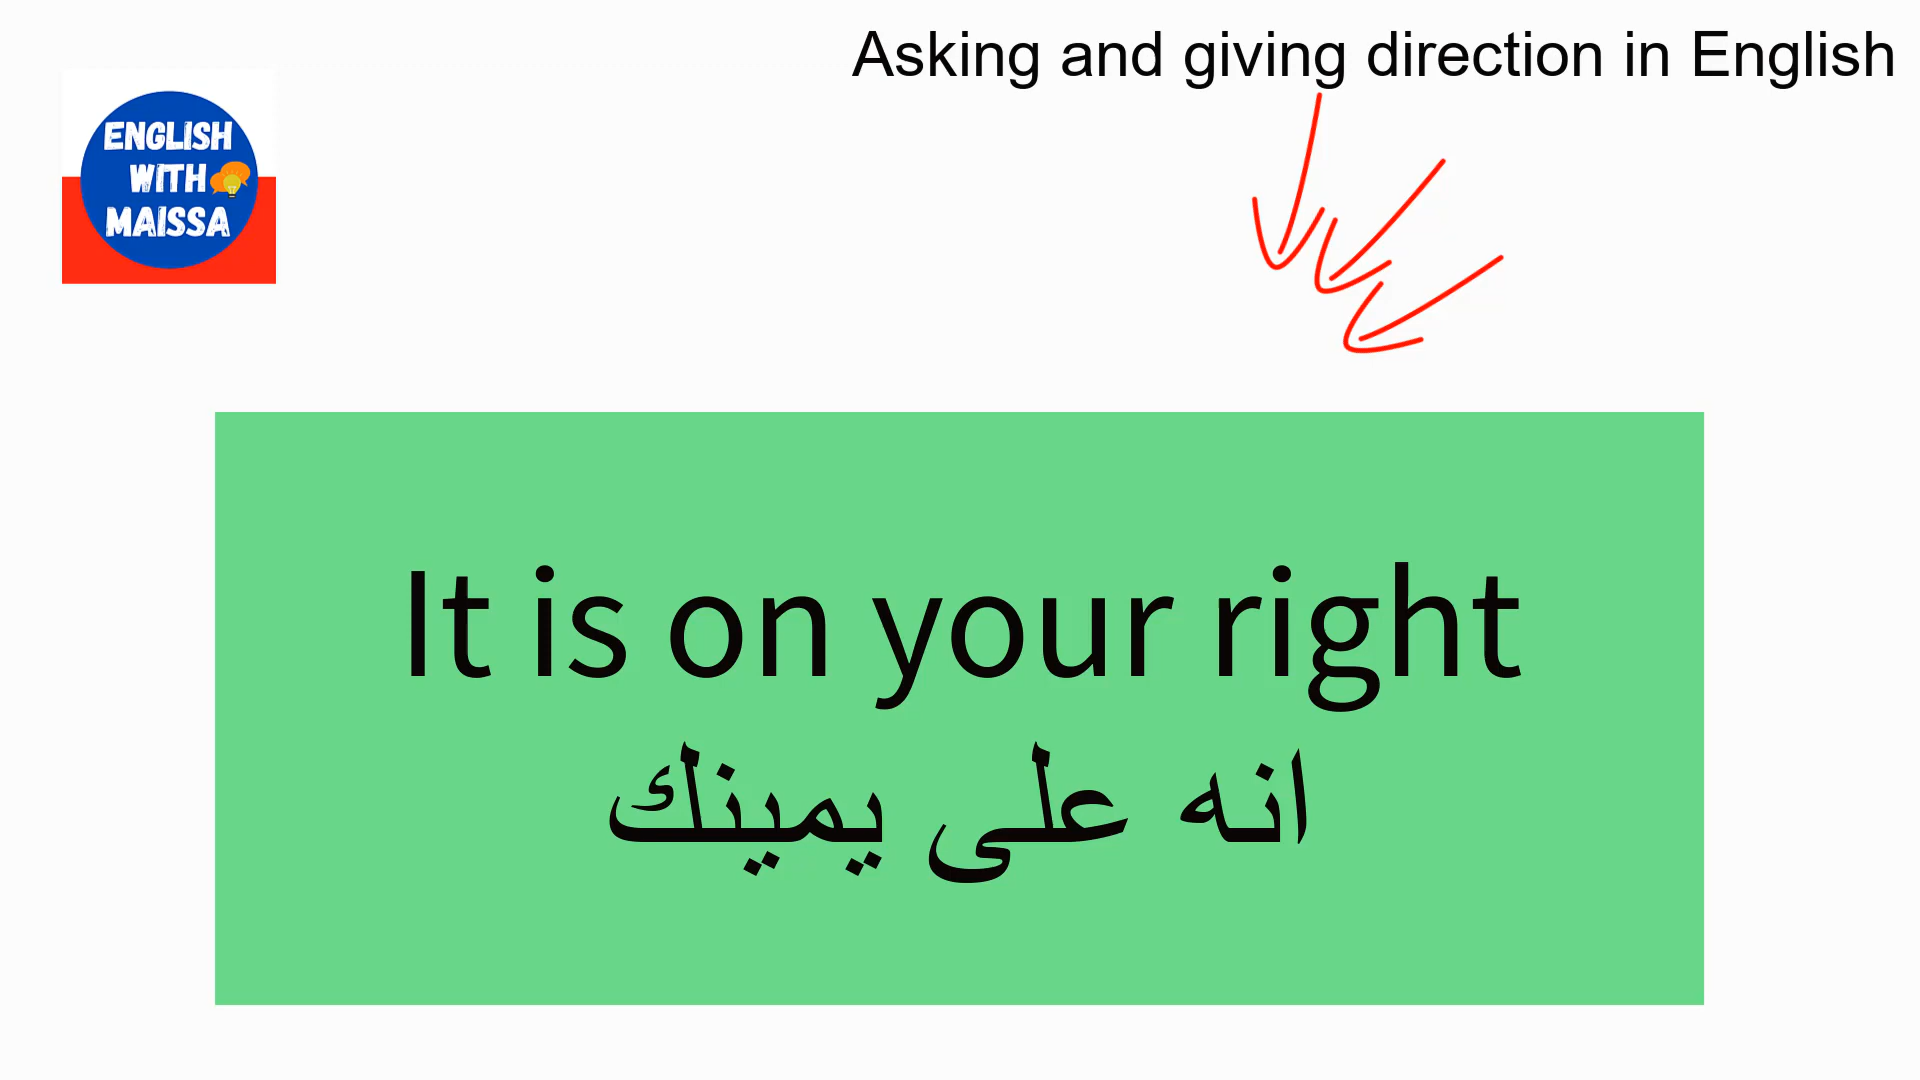 Asking and giving direction in English
ENGLISH
WITH
MAISSA
It is on your right
انه على يمينك